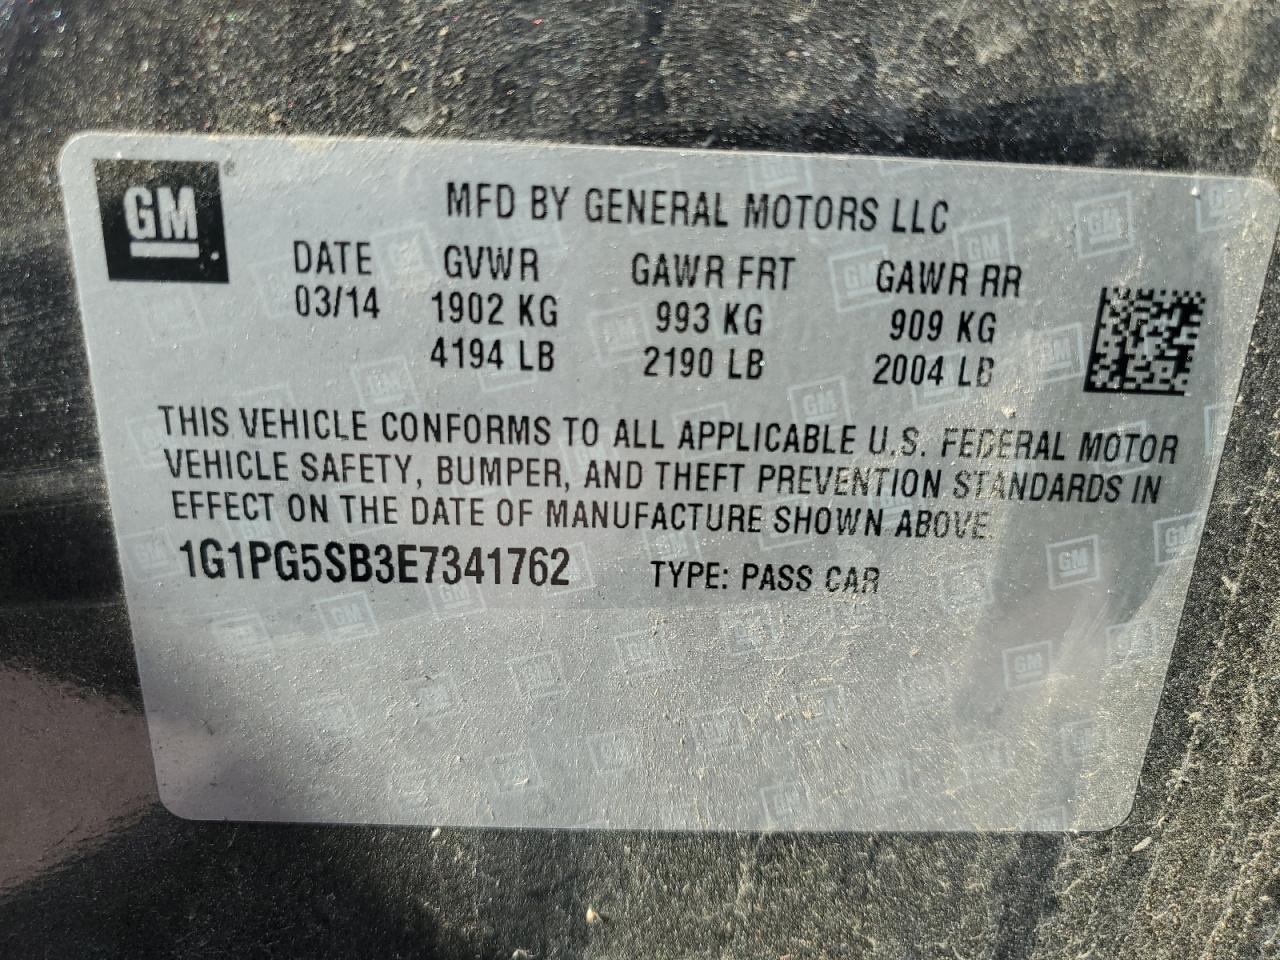 GM ®
MFD BY GENERAL MOTORS LLC
DATE GVWR GAWR FRT GAWR RR
03/14 1902 KG 993 KG 909 KG
4194 LB 2190 LB 2004 LB
THIS VEHICLE CONFORMS TO ALL APPLICABLE U.S. FEDERAL MOTOR
VEHICLE SAFETY, BUMPER, AND THEFT PREVENTION STANDARDS IN
EFFECT ON THE DATE OF MANUFACTURE SHOWN ABOVE.
1G1PG5SB3E7341762 TYPE: PASS CAR